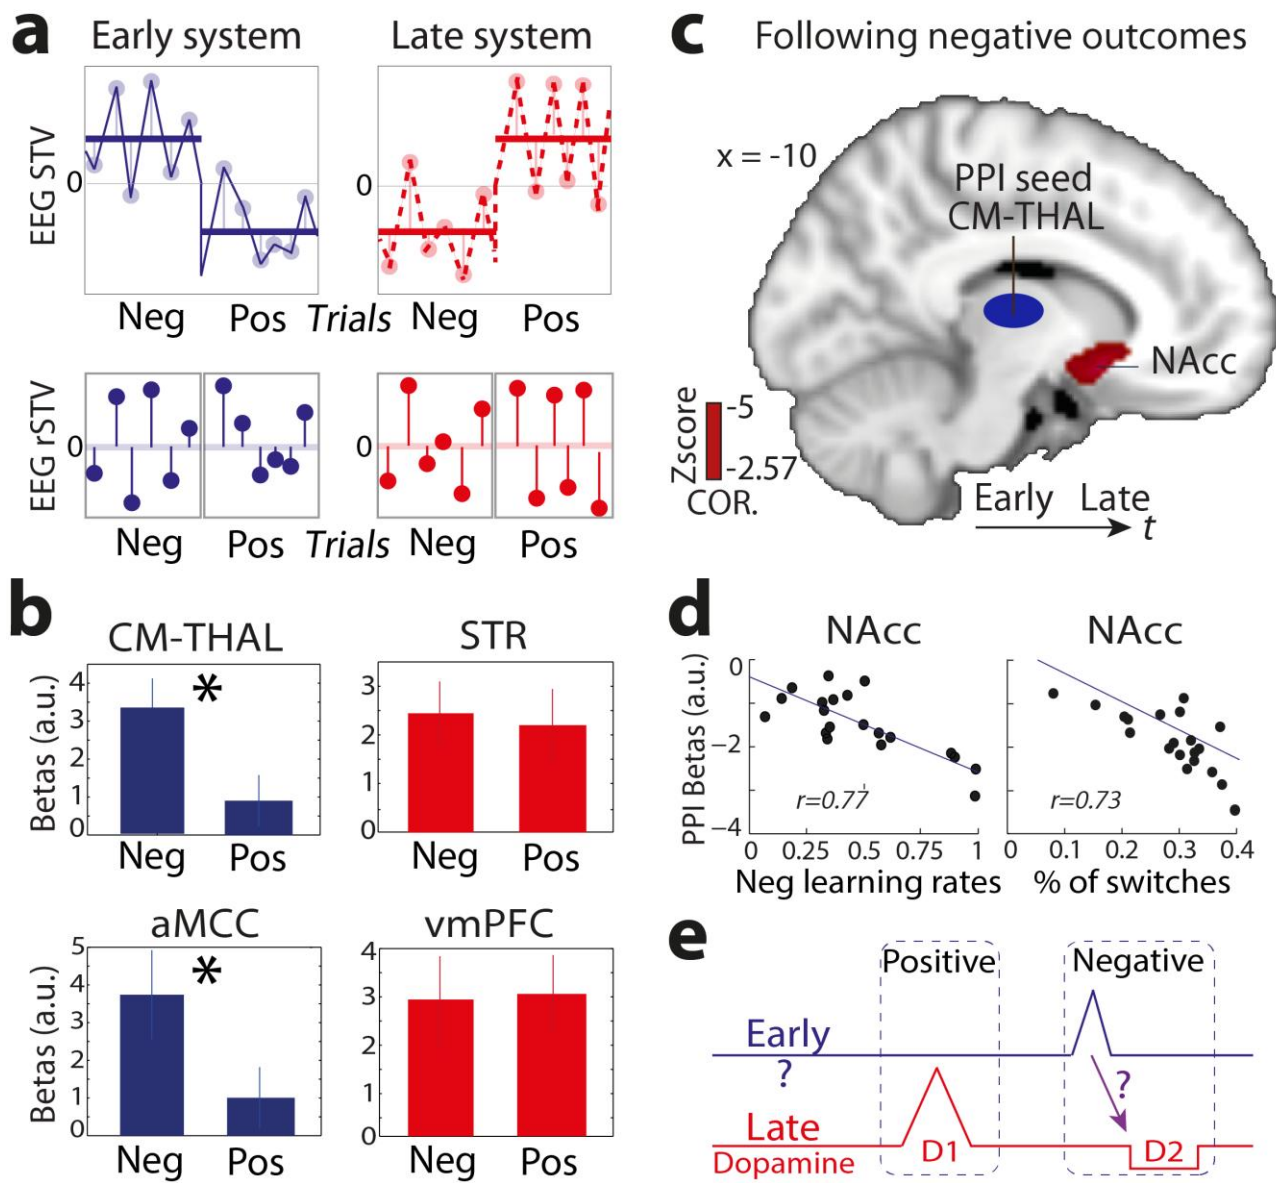 a
Early system
Late system
EEG STV
0
0
Neg
Pos
Trials
Neg
Pos
EEG rSTV
0
0
Neg
Pos
Trials
Neg
Pos
b
CM-THAL
STR
Betas (a.u.)
4
3
2
1
0
*
3
2
1
0
Neg
Pos
Neg
Pos
aMCC
vmPFC
Betas (a.u.)
5
4
3
2
1
0
*
4
3
2
1
0
Neg
Pos
Neg
Pos
c
Following negative outcomes
x = -10
PPI seed
CM-THAL
NAcc
Zscore
-5
-2.57
COR.
Early
Late
t
d
NAcc
NAcc
PPI Betas (a.u.)
0
−2
−4
r=0.77
r=0.73
0
0.25
0.5
0.75
1
0
0.1
0.2
0.3
0.4
Neg learning rates
% of switches
e
Positive
Negative
Early
?
?
Late
Dopamine
D1
D2